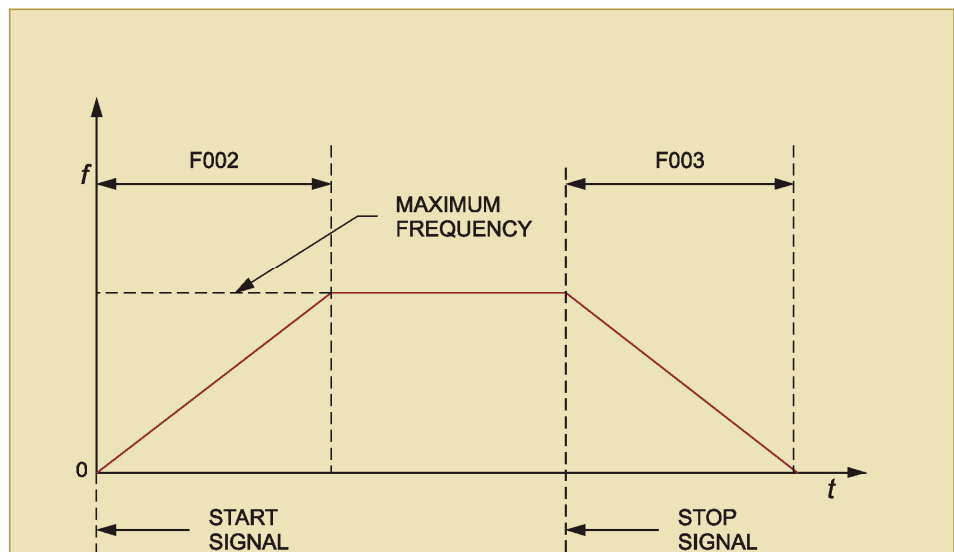 F002
F003
f
MAXIMUM
FREQUENCY
0
t
START
SIGNAL
STOP
SIGNAL